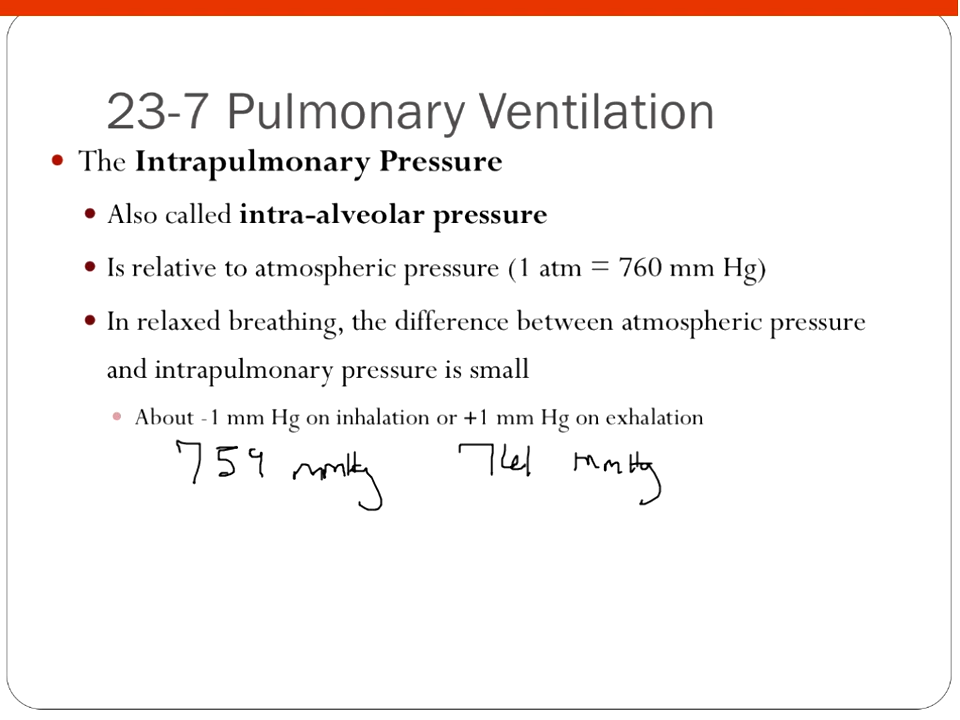 23-7 Pulmonary Ventilation
• The Intrapulmonary Pressure
• Also called intra-alveolar pressure
• Is relative to atmospheric pressure (1 atm = 760 mm Hg)
• In relaxed breathing, the difference between atmospheric pressure
and intrapulmonary pressure is small
• About -1 mm Hg on inhalation or +1 mm Hg on exhalation
759 mmHg 761 mmHg